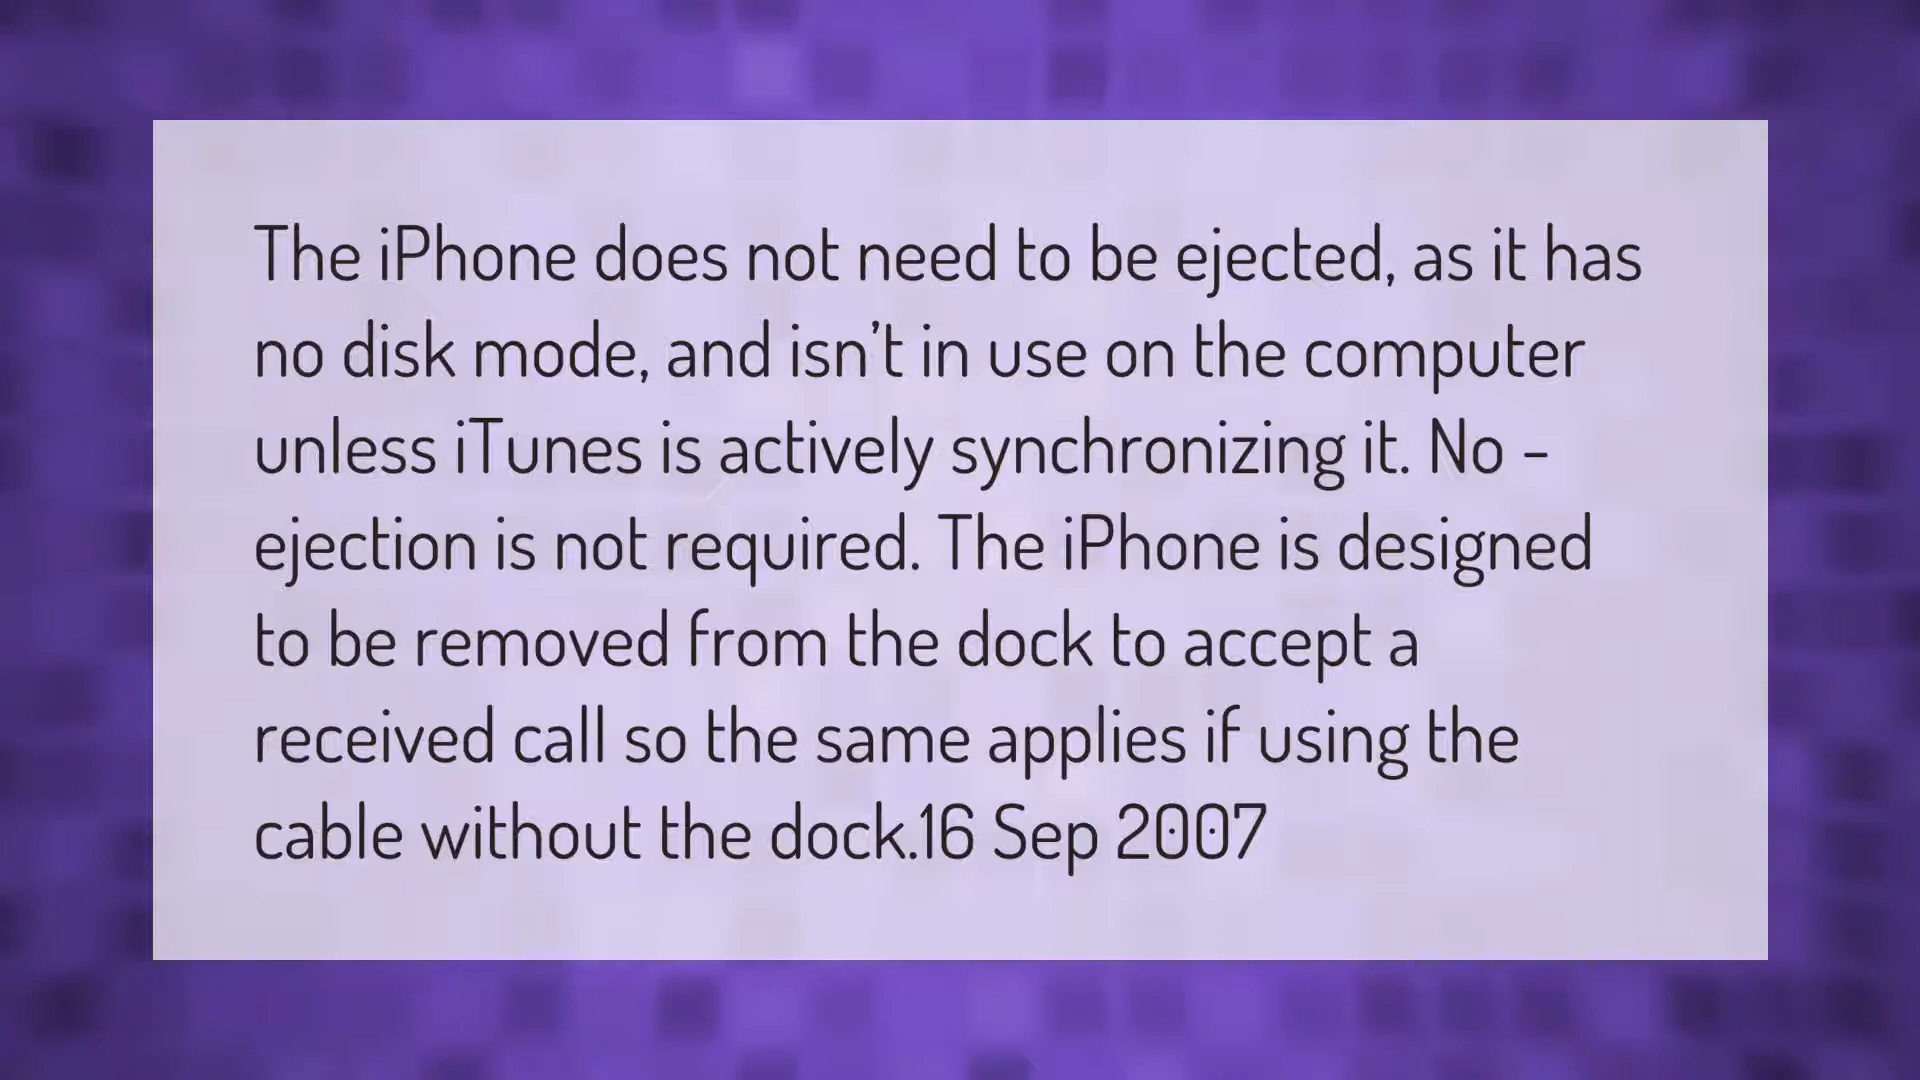 The iPhone does not need to be ejected, as it has
no disk mode, and isn't in use on the computer
unless iTunes is actively synchronizing it. No –
ejection is not required. The iPhone is designed
to be removed from the dock to accept a
received call so the same applies if using the
cable without the dock.16 Sep 2007